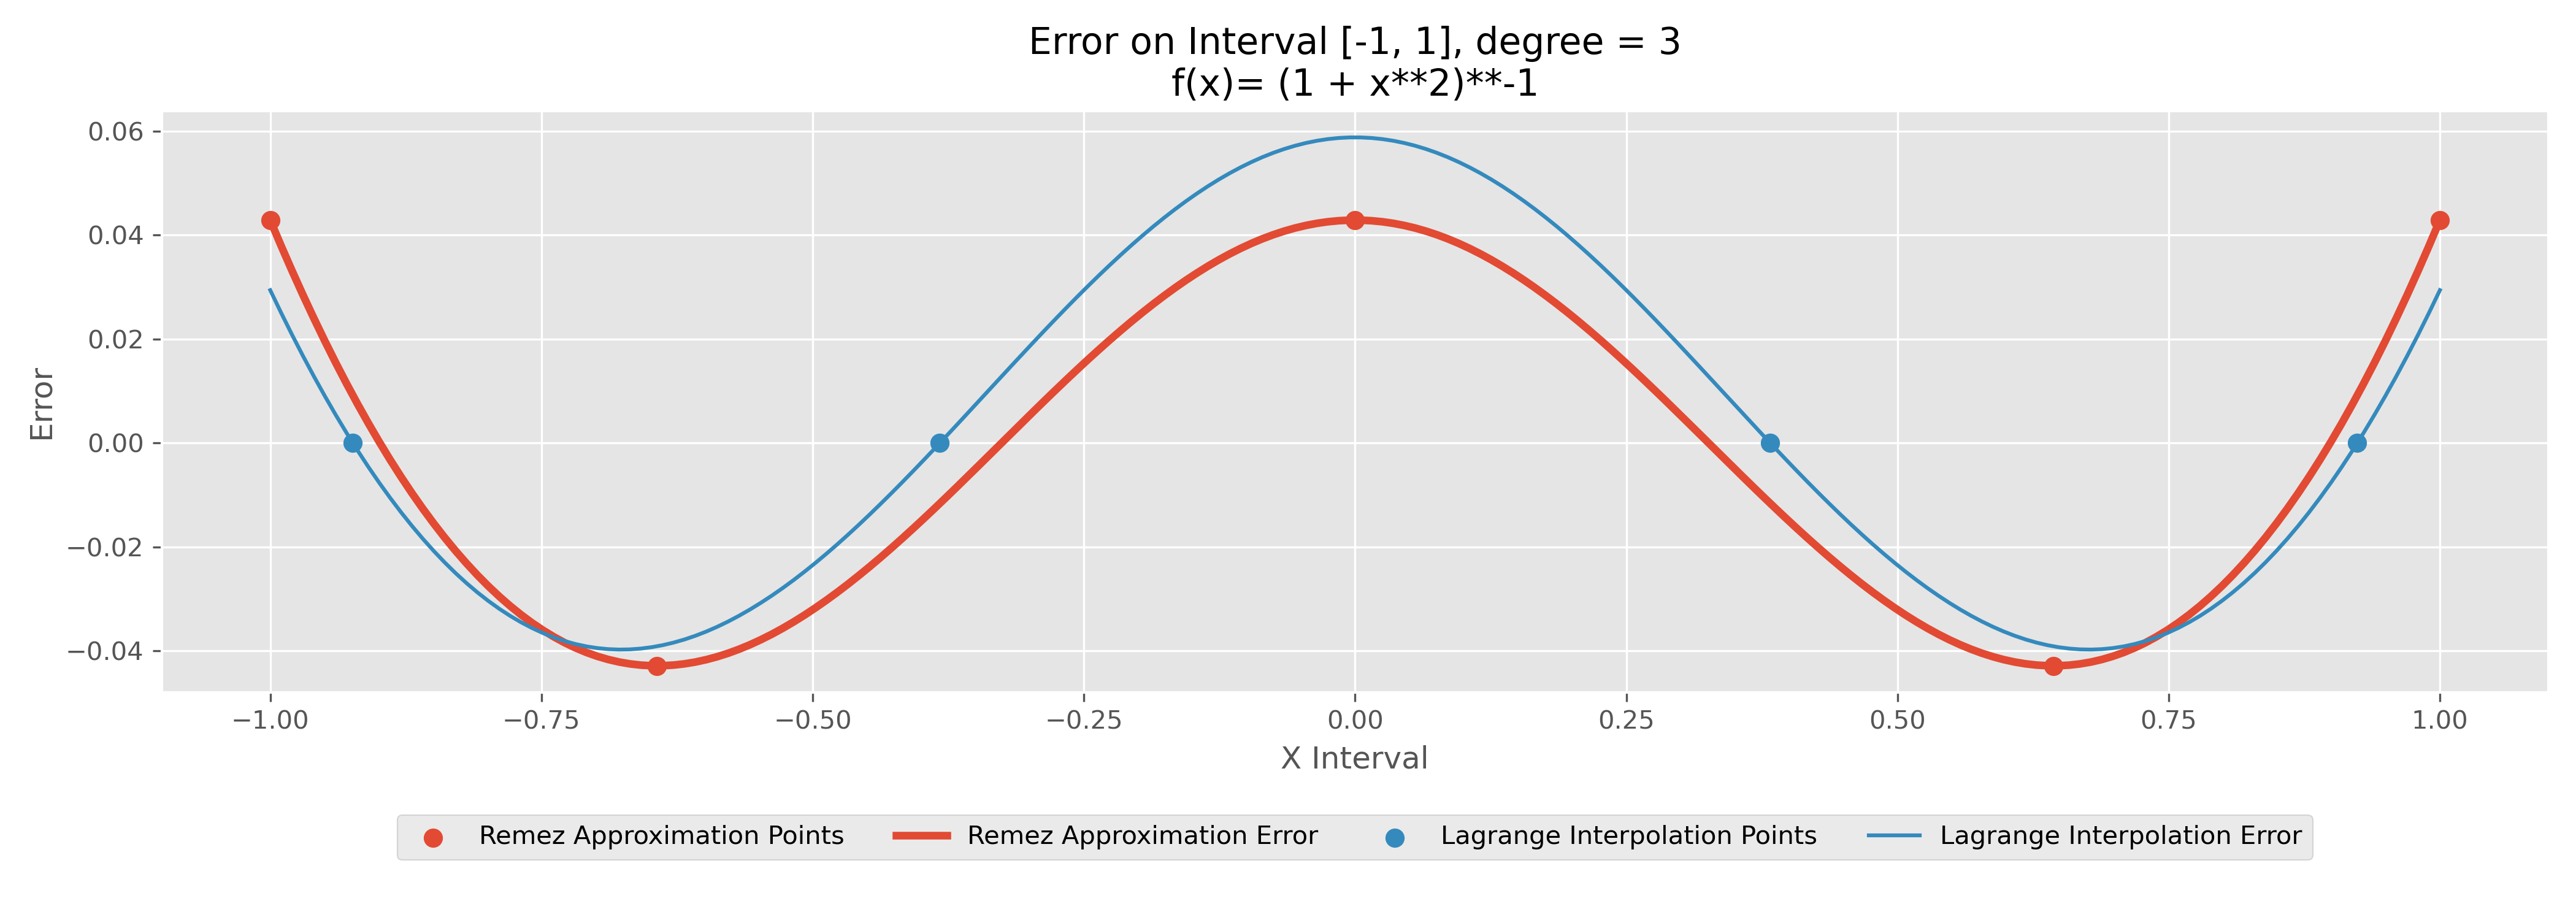 Error on Interval [-1, 1], degree = 3
f(x)= (1 + x**2)**-1
0.06
0.04
0.02
0.00
−0.02
−0.04
Error
−1.00 −0.75 −0.50 −0.25 0.00 0.25 0.50 0.75 1.00
X Interval
Remez Approximation Points Remez Approximation Error Lagrange Interpolation Points Lagrange Interpolation Error